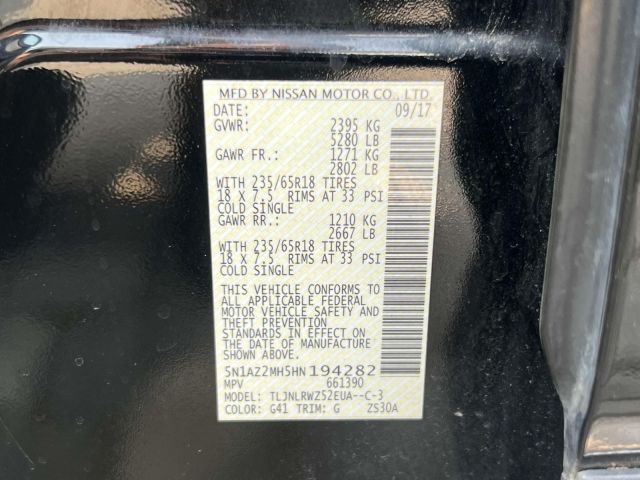 MFD BY NISSAN MOTOR CO., LTD.
DATE: 09/17
GVWR: 2395 KG
5280 LB
GAWR FR.: 1271 KG
2802 LB
WITH 235/65R18 TIRES
18 X 7.5 RIMS AT 33 PSI
COLD SINGLE
GAWR RR.: 1210 KG
2667 LB
WITH 235/65R18 TIRES
18 X 7.5 RIMS AT 33 PSI
COLD SINGLE
THIS VEHICLE CONFORMS TO
ALL APPLICABLE FEDERAL
MOTOR VEHICLE SAFETY AND
THEFT PREVENTION
STANDARDS IN EFFECT ON
THE DATE OF MANUFACTURE
SHOWN ABOVE.
5N1AZ2MH5HN194282
MPV 661390
MODEL: TLJNLRWZ52EUA--C-3
COLOR: G41 TRIM: G ZS30A